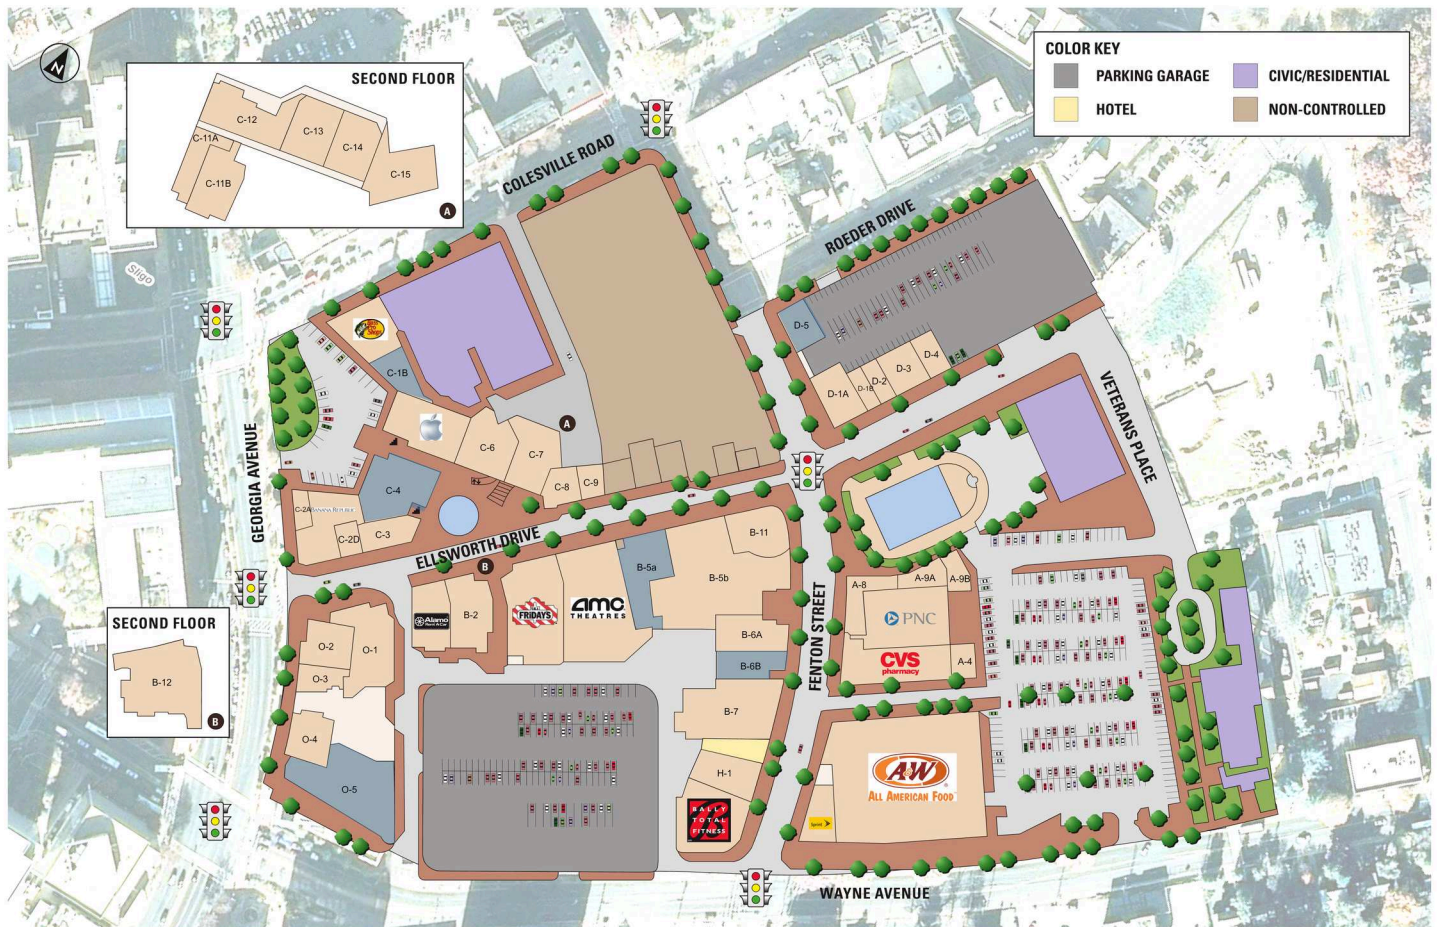 N
SECOND FLOOR
C-12
C-13
C-11A
C-14
C-11B
C-15
A
COLOR KEY
PARKING GARAGE
CIVIC/RESIDENTIAL
HOTEL
NON-CONTROLLED
Sligo
COLESVILLE ROAD
ROEDER DRIVE
GEORGIA AVENUE
ELLSWORTH DRIVE
FENTON STREET
VETERANS PLACE
WAYNE AVENUE
C-1B
C-6
C-7
A
C-8
C-9
C-4
C-2A
BANANA REPUBLIC
C-2D
C-3
D-5
D-4
D-3
D-2
D-1B
D-1A
B
Alamo
Rent A Car
B-2
FRIDAYS
amc
THEATRES
B-5a
B-5b
B-11
B-6A
B-6B
B-7
H-1
BALLY
TOTAL
FITNESS
A-8
A-9A
A-9B
PNC
CVS
pharmacy
A-4
A&W
ALL AMERICAN FOOD
Sprint
O-2
O-1
O-3
O-4
O-5
SECOND FLOOR
B-12
B